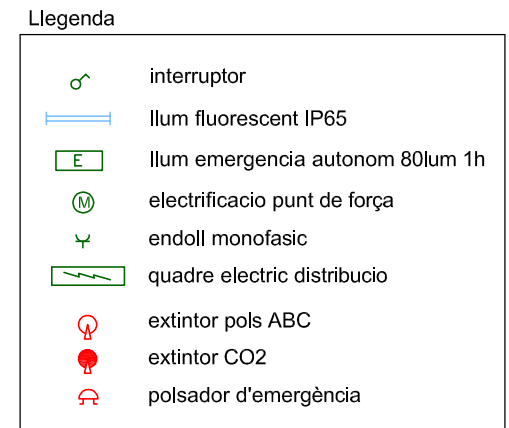 Llegenda
interruptor
llum fluorescent IP65
E llum emergencia autonom 80lum 1h
M electrificacio punt de força
endoll monofasic
quadre electric distribucio
extintor pols ABC
extintor CO2
polsador d'emergència